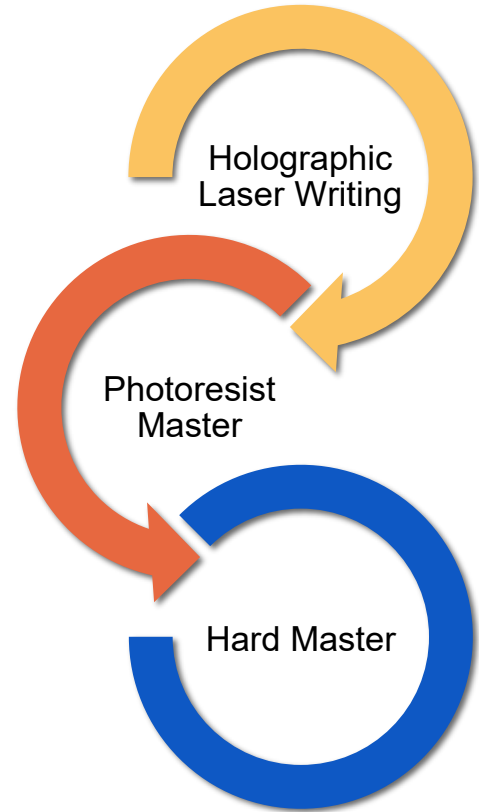 Holographic
Laser Writing
Photoresist
Master
Hard Master